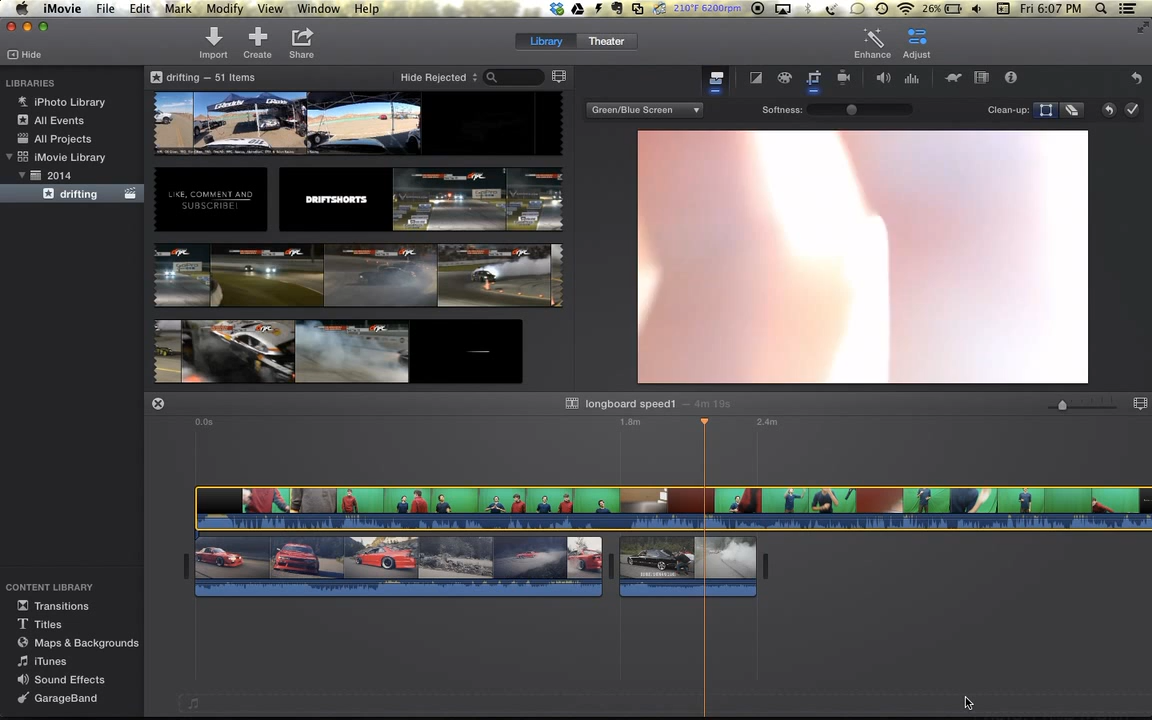 iMovie File Edit Mark Modify View Window Help
210°F 6200rpm 26% Fri 6:07 PM
Hide Import Create Share Library Theater Enhance Adjust
LIBRARIES
iPhoto Library
All Events
All Projects
iMovie Library
2014
drifting
drifting — 51 Items Hide Rejected
LIKE, COMMENT AND
SUBSCRIBE!
DRIFTSHORTS
Green/Blue Screen Softness: Clean-up:
longboard speed1 — 4m 19s
0.0s 1.8m 2.4m
CONTENT LIBRARY
Transitions
Titles
Maps & Backgrounds
iTunes
Sound Effects
GarageBand